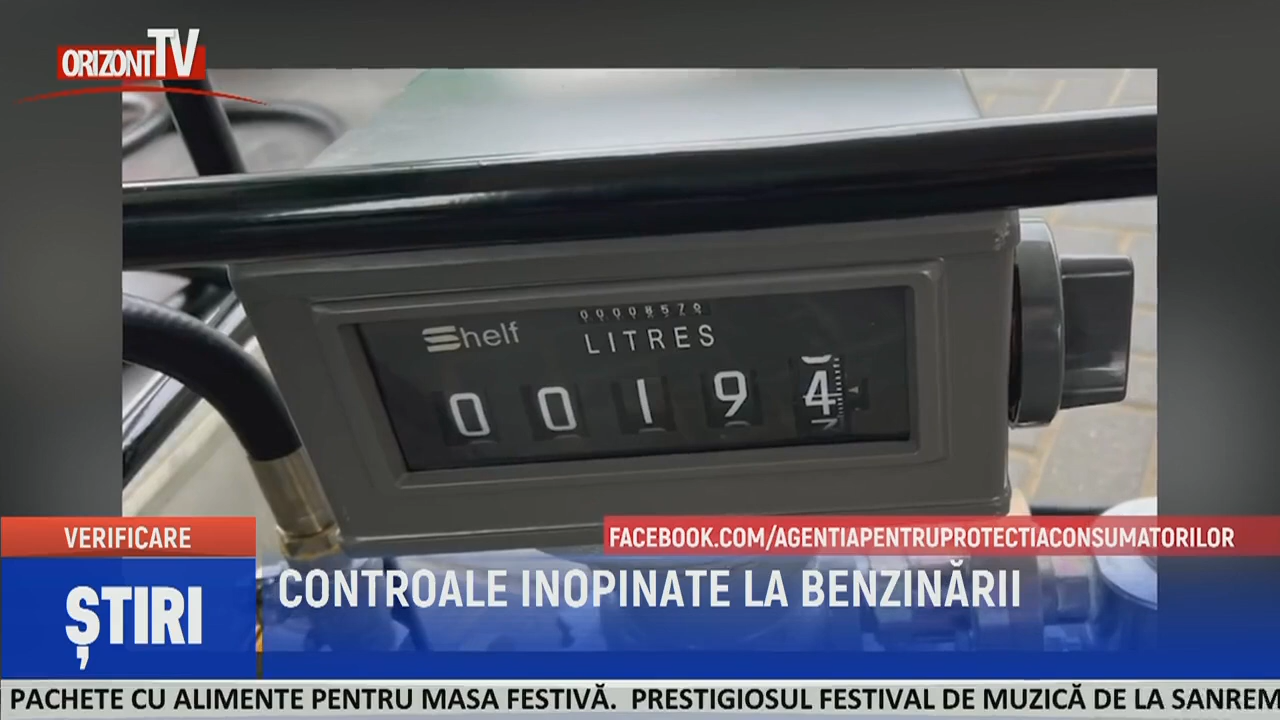 ORIZONT TV
00008579
Shelf
LITRES
0 0 1 9 4
VERIFICARE
FACEBOOK.COM/AGENTIAPENTRUPROTECTIACONSUMATORILOR
ȘTIRI
CONTROALE INOPINATE LA BENZINĂRII
PACHETE CU ALIMENTE PENTRU MASA FESTIVĂ. PRESTIGIOSUL FESTIVAL DE MUZICĂ DE LA SANREM